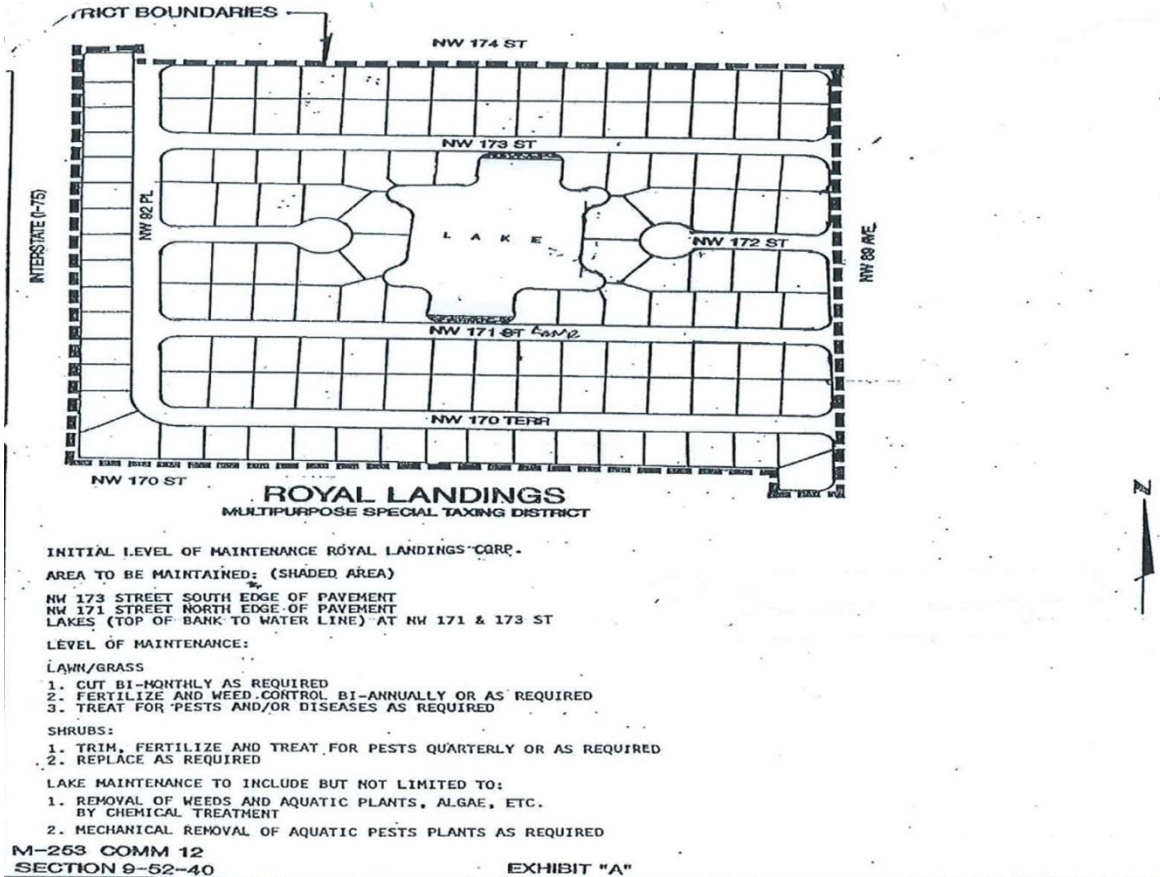 TRICT BOUNDARIES
NW 174 ST
NW 173 ST
INTERSTATE (I-75)
NW 92 PL
LAKE
NW 172 ST
NW 89 AVE.
NW 171 ST
NW 170 TERR
NW 170 ST
ROYAL LANDINGS
MULTIPURPOSE SPECIAL TAXING DISTRICT
N
INITIAL LEVEL OF MAINTENANCE ROYAL LANDINGS CORP.
AREA TO BE MAINTAINED: (SHADED AREA)
NW 173 STREET SOUTH EDGE OF PAVEMENT
NW 171 STREET NORTH EDGE OF PAVEMENT
LAKES (TOP OF BANK TO WATER LINE) AT NW 171 & 173 ST
LEVEL OF MAINTENANCE:
LAWN/GRASS
1. CUT BI-MONTHLY AS REQUIRED
2. FERTILIZE AND WEED CONTROL BI-ANNUALLY OR AS REQUIRED
3. TREAT FOR PESTS AND/OR DISEASES AS REQUIRED
SHRUBS:
1. TRIM, FERTILIZE AND TREAT FOR PESTS QUARTERLY OR AS REQUIRED
2. REPLACE AS REQUIRED
LAKE MAINTENANCE TO INCLUDE BUT NOT LIMITED TO:
1. REMOVAL OF WEEDS AND AQUATIC PLANTS, ALGAE, ETC.
BY CHEMICAL TREATMENT
2. MECHANICAL REMOVAL OF AQUATIC PESTS PLANTS AS REQUIRED
M-253 COMM 12
SECTION 9-52-40
EXHIBIT "A"